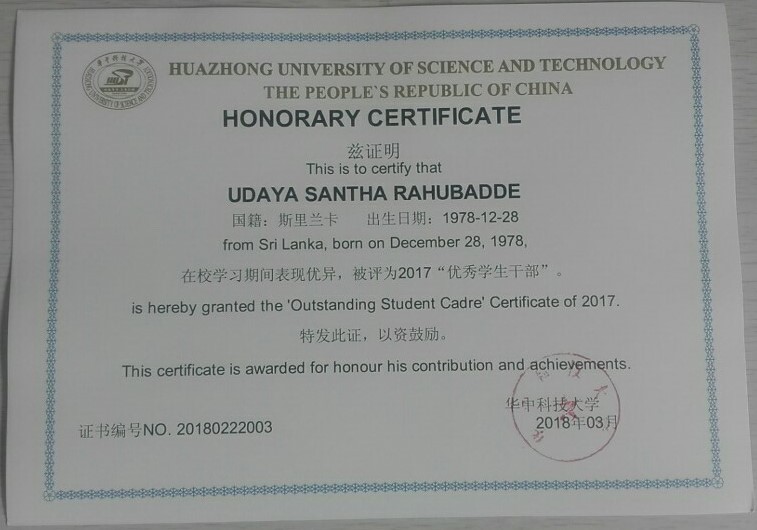 HUAZHONG UNIVERSITY OF SCIENCE AND TECHNOLOGY
THE PEOPLE`S REPUBLIC OF CHINA
HONORARY CERTIFICATE
兹证明
This is to certify that
UDAYA SANTHA RAHUBADDE
国籍：斯里兰卡 出生日期：1978-12-28
from Sri Lanka, born on December 28, 1978,
在校学习期间表现优异，被评为2017“优秀学生干部”。
is hereby granted the 'Outstanding Student Cadre' Certificate of 2017.
特发此证，以资鼓励。
This certificate is awarded for honour his contribution and achievements.
华中科技大学
2018年03月
证书编号NO. 20180222003